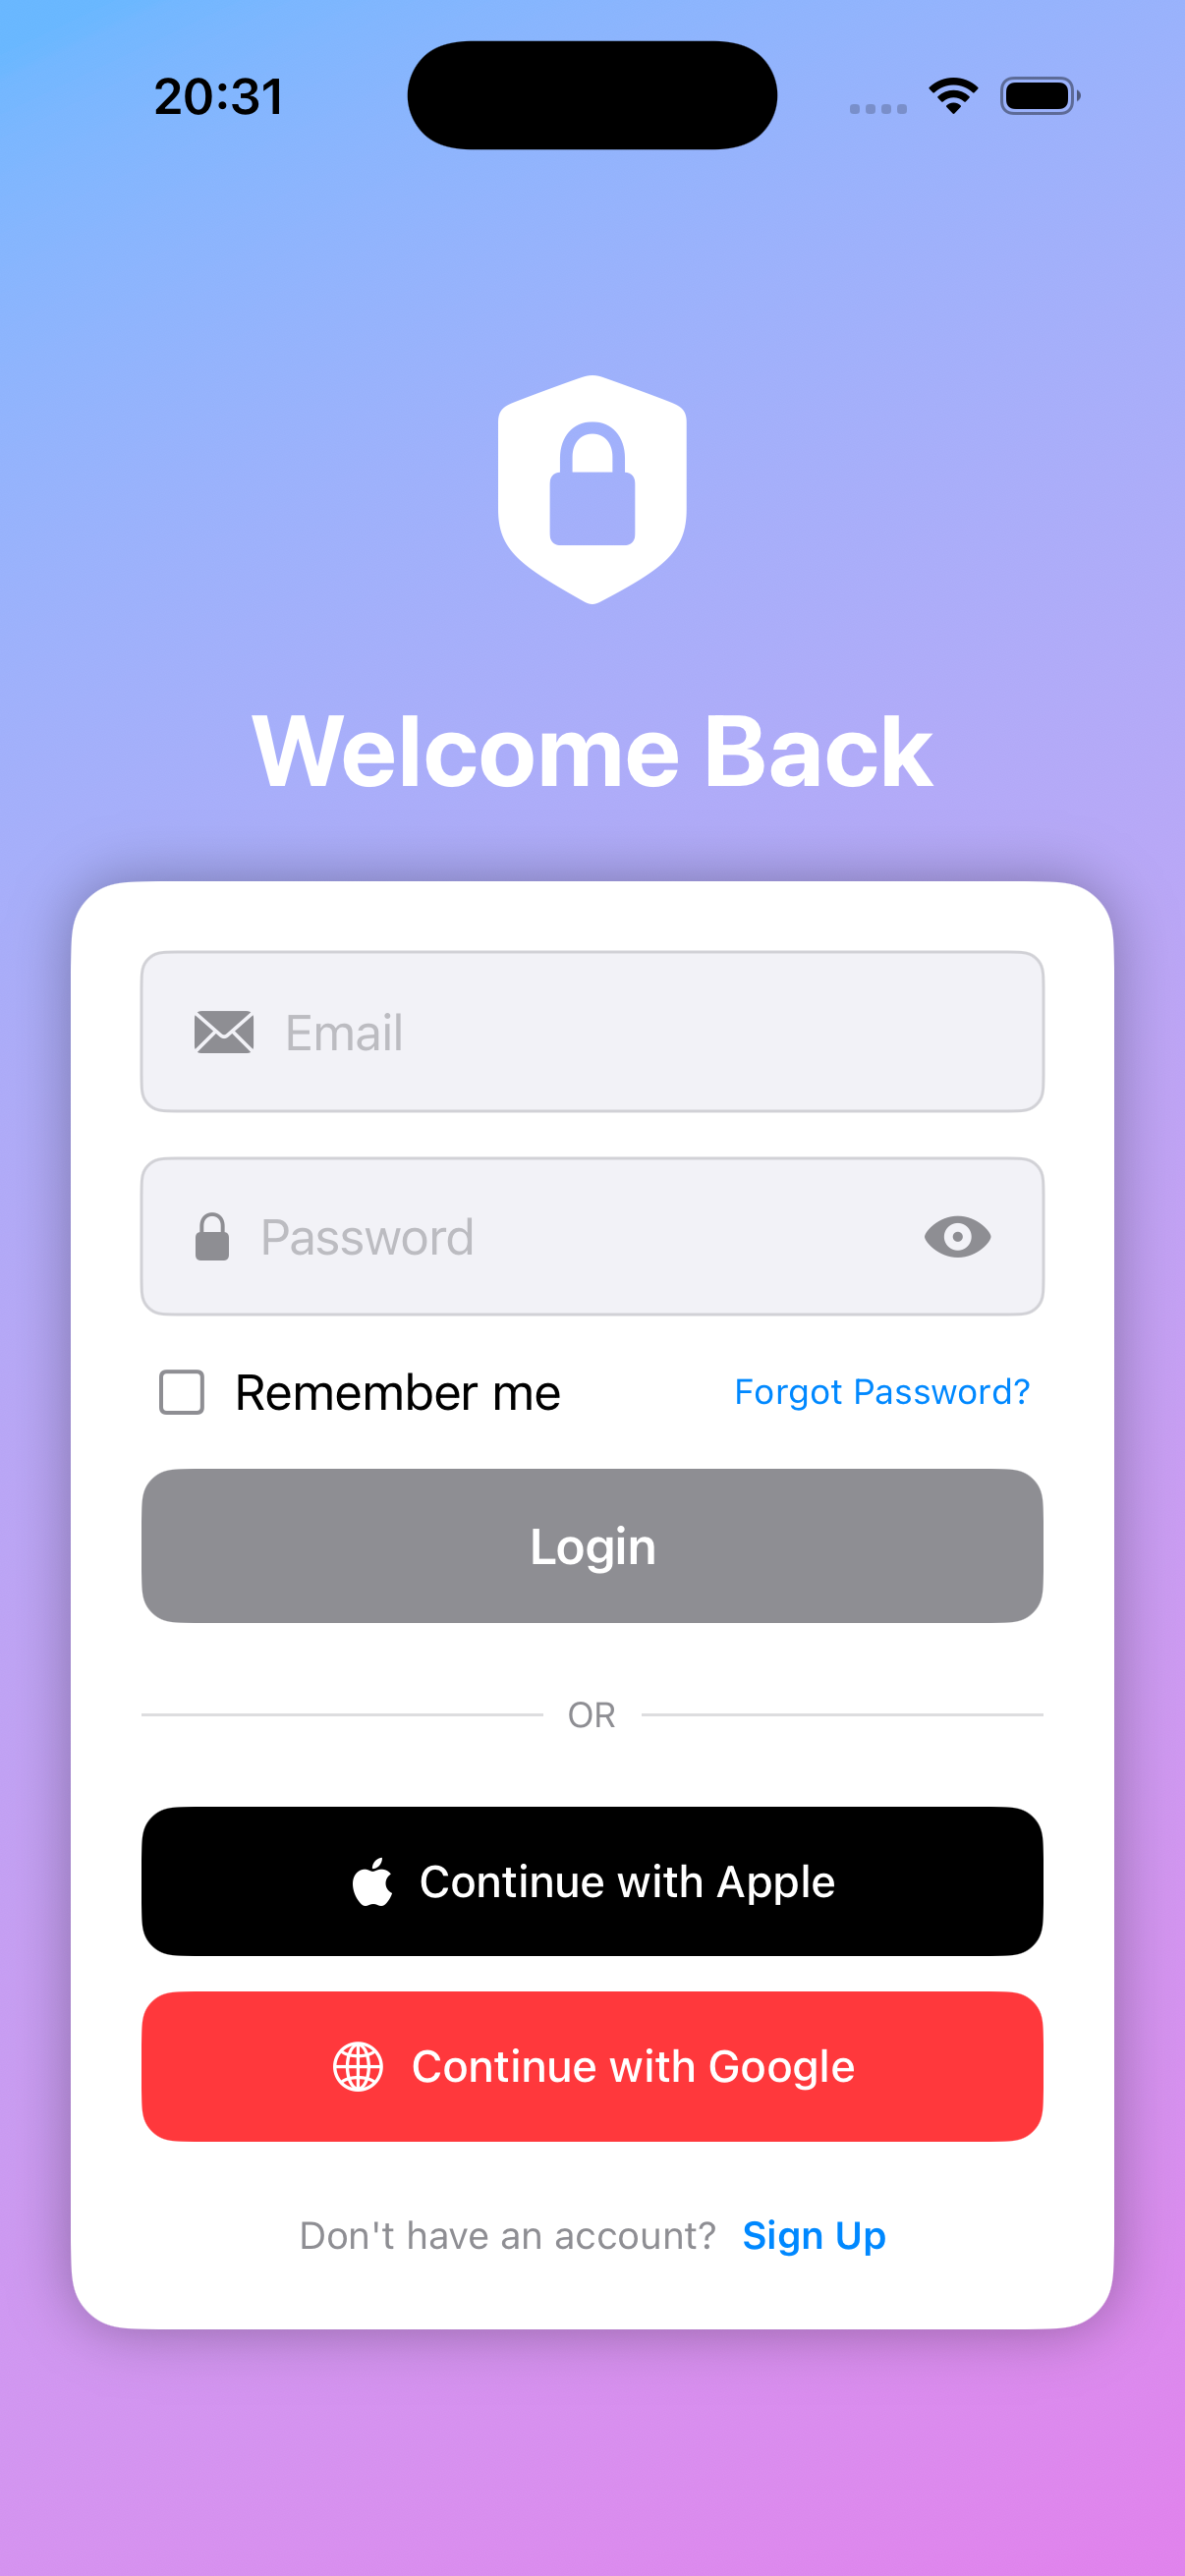 20:31
Welcome Back
Email
Password
Remember me
Forgot Password?
Login
OR
Continue with Apple
Continue with Google
Don't have an account? Sign Up